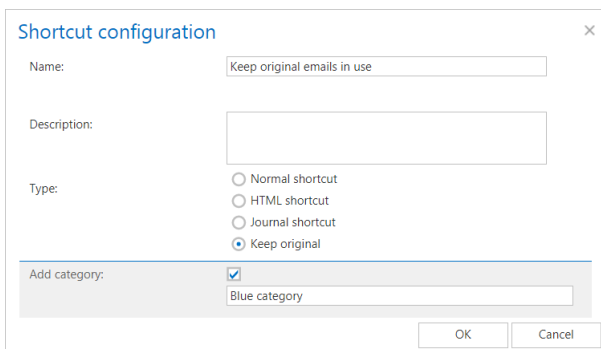 Shortcut configuration
Name:
Keep original emails in use
Description:
Type:
Normal shortcut
HTML shortcut
Journal shortcut
Keep original
Add category:
Blue category
OK
Cancel